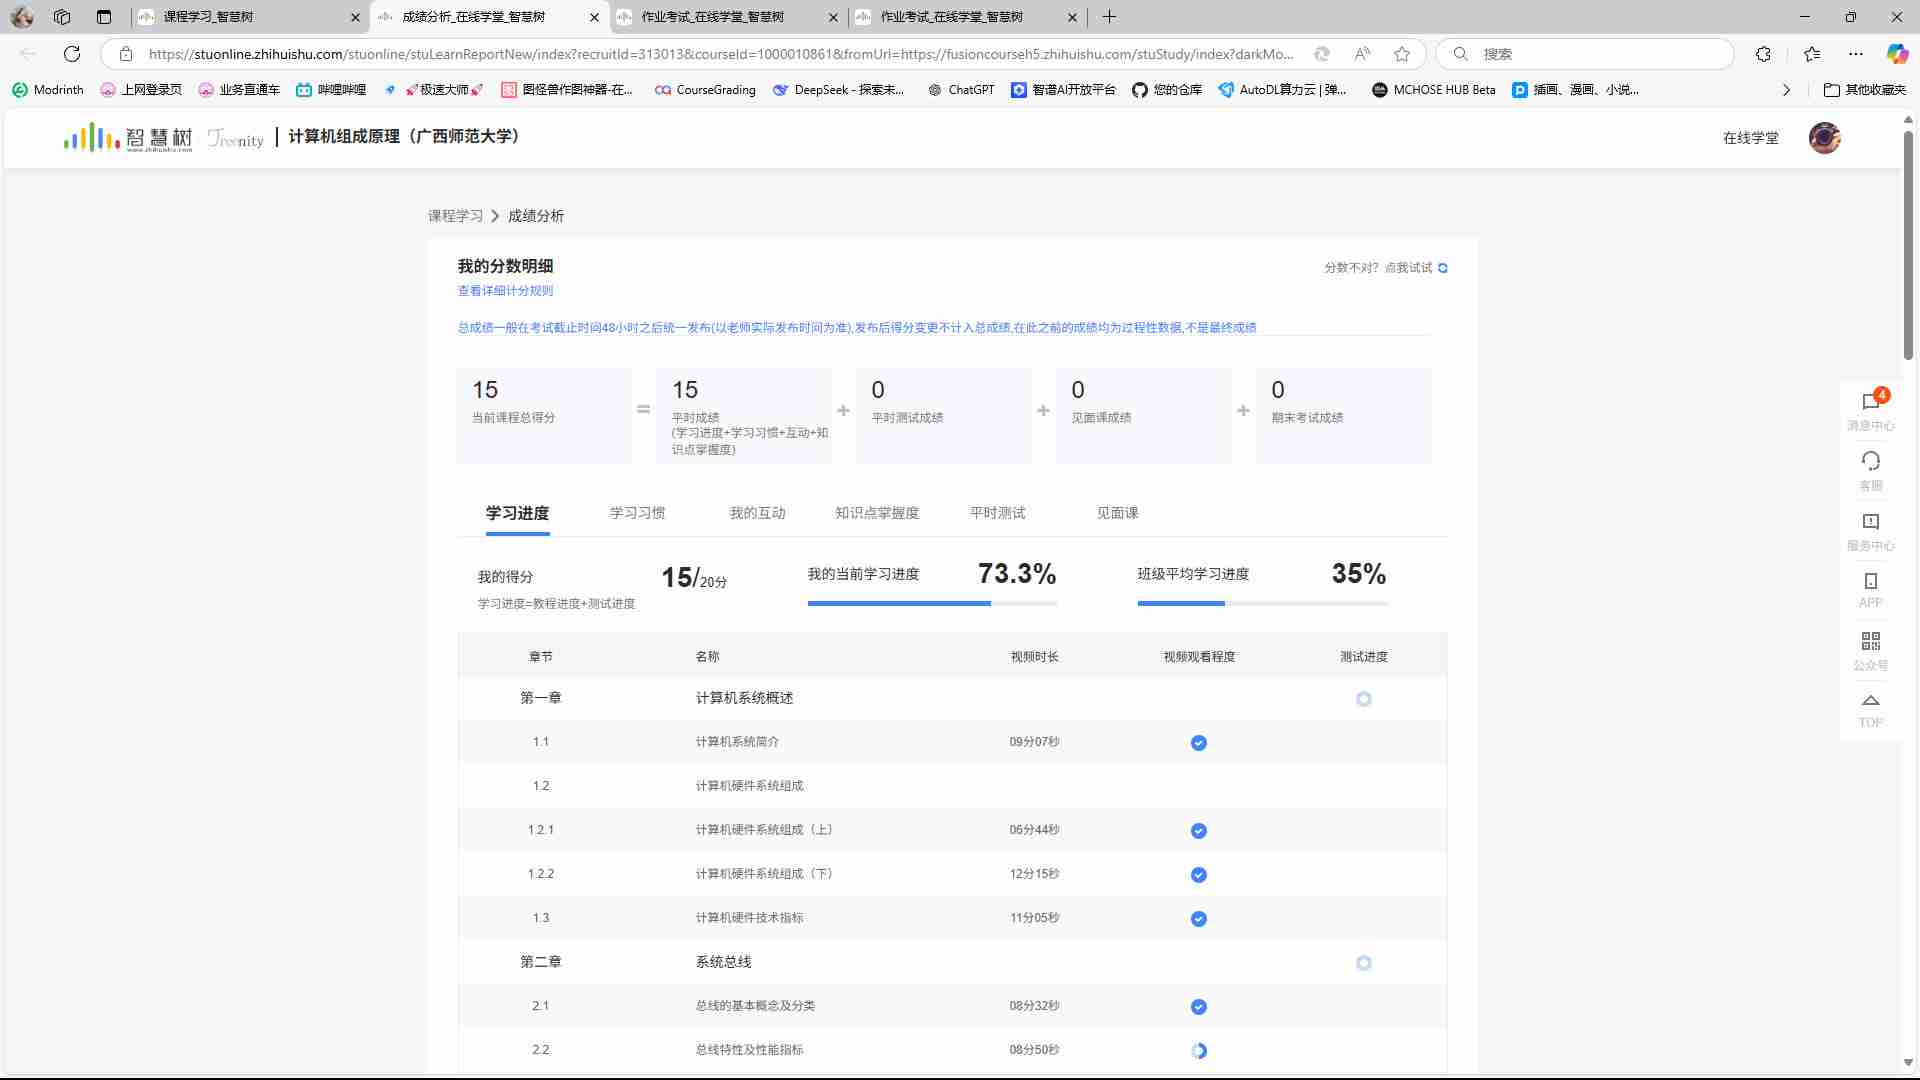 课程学习_智慧树
成绩分析_在线学堂_智慧树
作业考试_在线学堂_智慧树
作业考试_在线学堂_智慧树
https://stuonline.zhihuishu.com/stuonline/stuLearnReportNew/index?recruitId=313013&courseId=1000010861&fromUrl=https://fusioncourseh5.zhihuishu.com/stuStudy/index?darkMo...
搜索
Modrinth
上网登录页
业务直通车
哔哩哔哩
🚀极速大师🚀
图怪兽作图神器-在...
CourseGrading
DeepSeek - 探索未...
ChatGPT
智谱AI开放平台
您的仓库
AutoDL算力云 | 弹...
MCHOSE HUB Beta
插画、漫画、小说...
其他收藏夹
智慧树 Treenity 计算机组成原理（广西师范大学）
www.zhihuishu.com
在线学堂
课程学习 成绩分析
我的分数明细
分数不对？点我试试
查看详细计分规则
总成绩一般在考试截止时间48小时之后统一发布(以老师实际发布时间为准),发布后得分变更不计入总成绩,在此之前的成绩均为过程性数据,不是最终成绩
15 = 15 + 0 + 0 + 0
当前课程总得分 平时成绩 平时测试成绩 见面课成绩 期末考试成绩
(学习进度+学习习惯+互动+知
识点掌握度)
学习进度 学习习惯 我的互动 知识点掌握度 平时测试 见面课
我的得分 15/20分 我的当前学习进度 73.3% 班级平均学习进度 35%
学习进度=教程进度+测试进度
章节 名称 视频时长 视频观看程度 测试进度
第一章 计算机系统概述
1.1 计算机系统简介 09分07秒
1.2 计算机硬件系统组成
1.2.1 计算机硬件系统组成（上） 06分44秒
1.2.2 计算机硬件系统组成（下） 12分15秒
1.3 计算机硬件技术指标 11分05秒
第二章 系统总线
2.1 总线的基本概念及分类 08分32秒
2.2 总线特性及性能指标 08分50秒
4
消息中心
客服
服务中心
APP
公众号
TOP